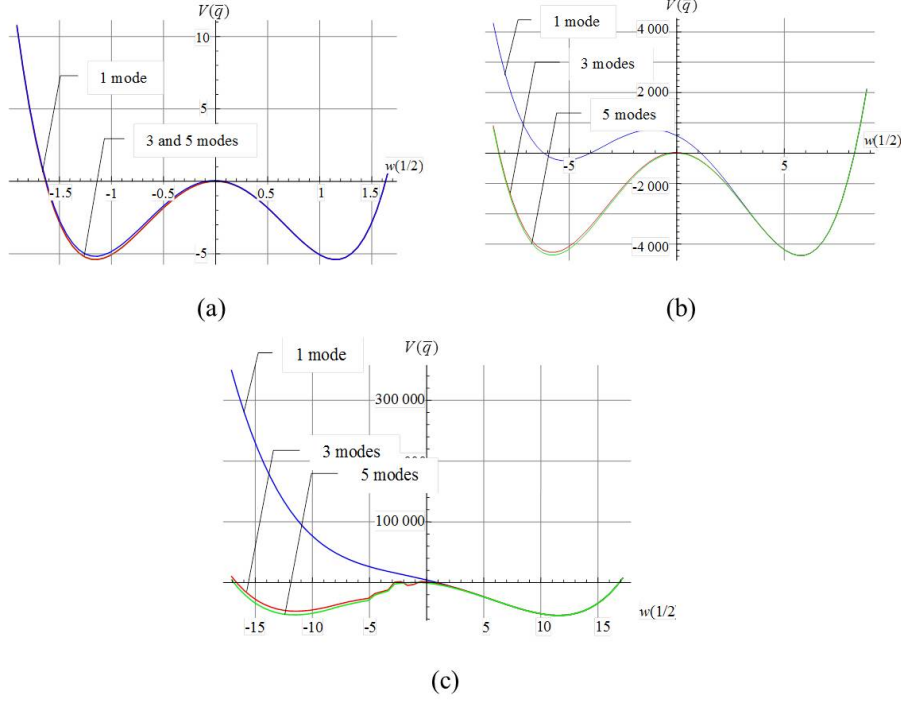 V(q̅)
10
5
-5
-1.5
-1
-0.5
0.5
1
1.5
w(1/2)
1 mode
3 and 5 modes
(a)
V(q̅)
4 000
2 000
-2 000
-4 000
-5
5
w(1/2)
1 mode
3 modes
5 modes
(b)
V(q̅)
300 000
100 000
-15
-10
-5
5
10
15
w(1/2
1 mode
3 modes
5 modes
(c)